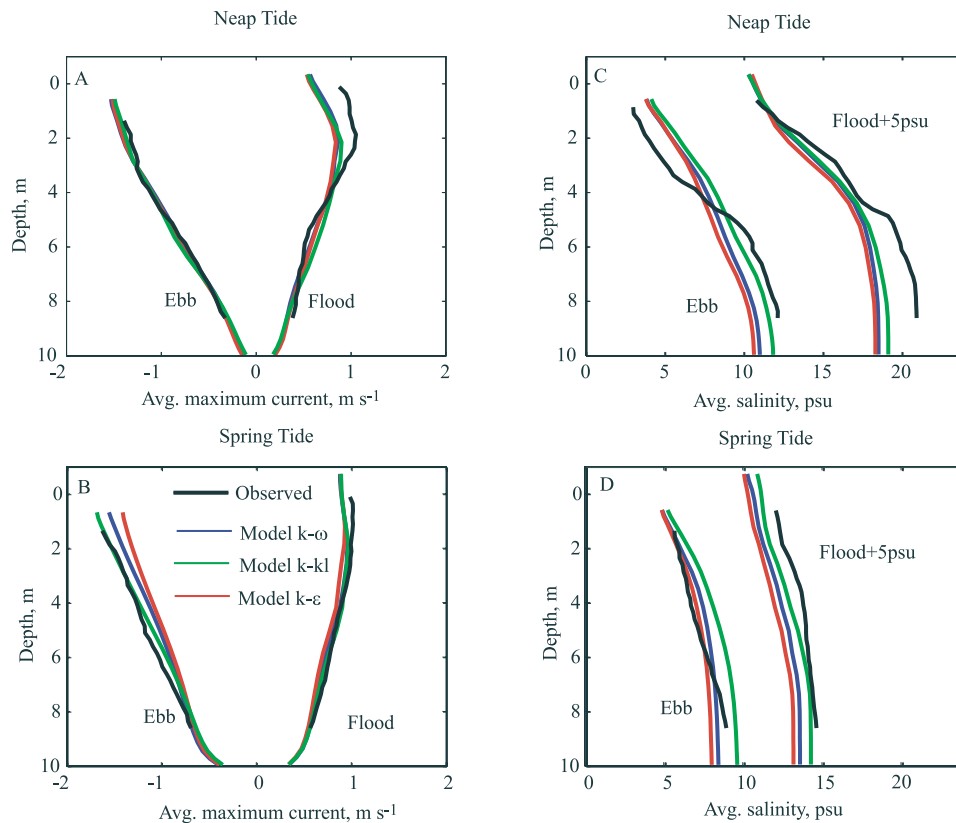 Neap Tide
A
0
2
4
6
8
10
Depth, m
Ebb
Flood
-2
-1
0
1
2
Avg. maximum current, m s-1
Neap Tide
C
0
2
4
6
8
10
Depth, m
Flood+5psu
Ebb
0
5
10
15
20
Avg. salinity, psu
Spring Tide
B
0
2
4
6
8
10
Depth, m
Observed
Model k-ω
Model k-kl
Model k-ε
Ebb
Flood
-2
-1
0
1
2
Avg. maximum current, m s-1
Spring Tide
D
0
2
4
6
8
10
Depth, m
Flood+5psu
Ebb
0
5
10
15
20
Avg. salinity, psu